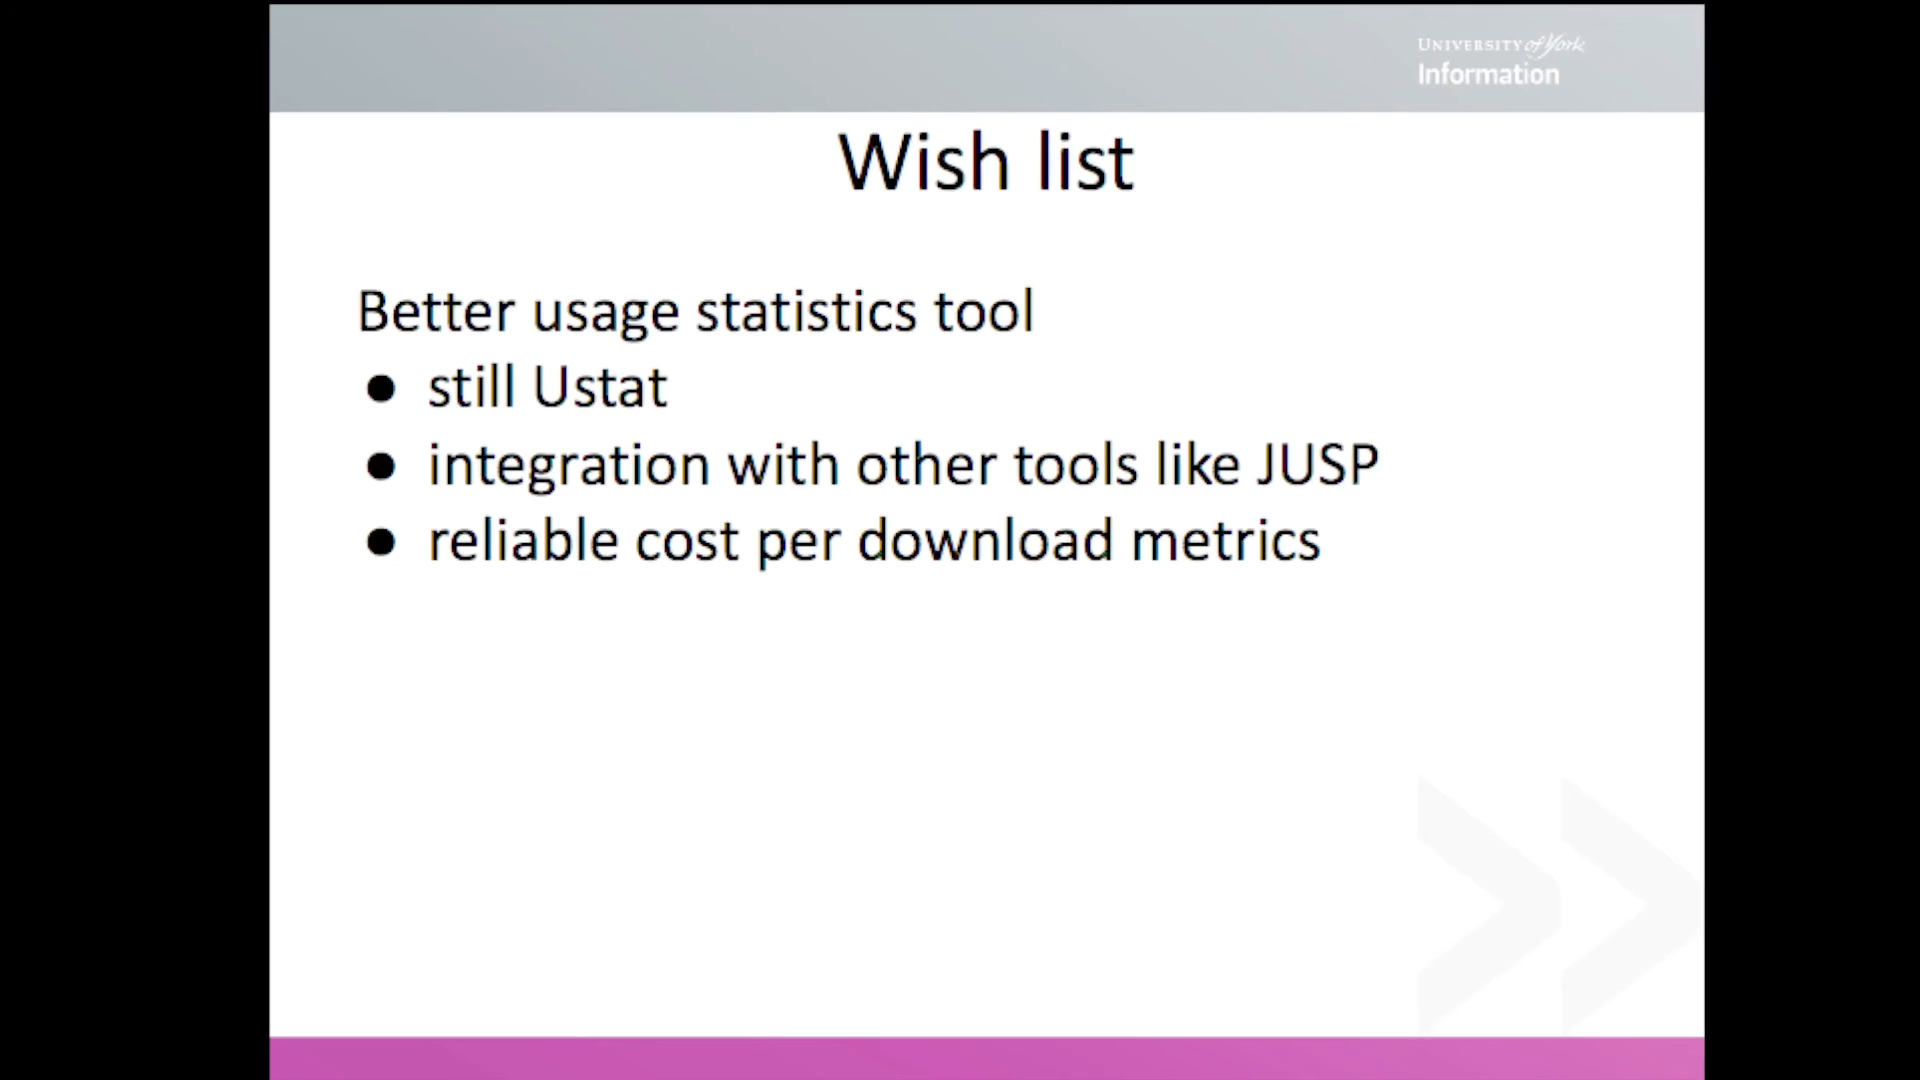 UNIVERSITY of York
Information
Wish list
Better usage statistics tool
● still Ustat
● integration with other tools like JUSP
● reliable cost per download metrics